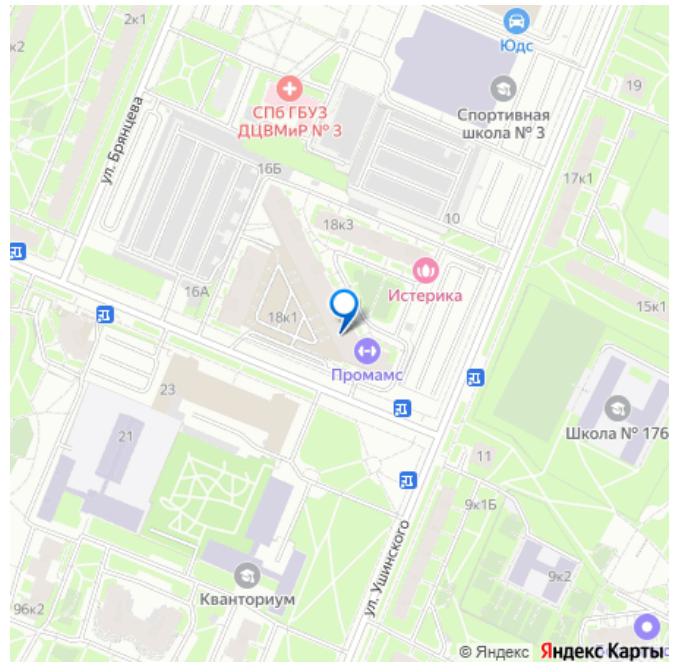 2к1
Юдс
к2
19
СПб ГБУЗ
ДЦВМиР № 3
Спортивная
школа № 3
ул. Брянцева
16Б
17к1
10
18к3
Истерика
16А
15к1
18к1
Промамс
23
Школа № 176
21
11
9к1Б
ул. Ушинского
9к2
Кванториум
96к2
© Яндекс Яндекс Карты